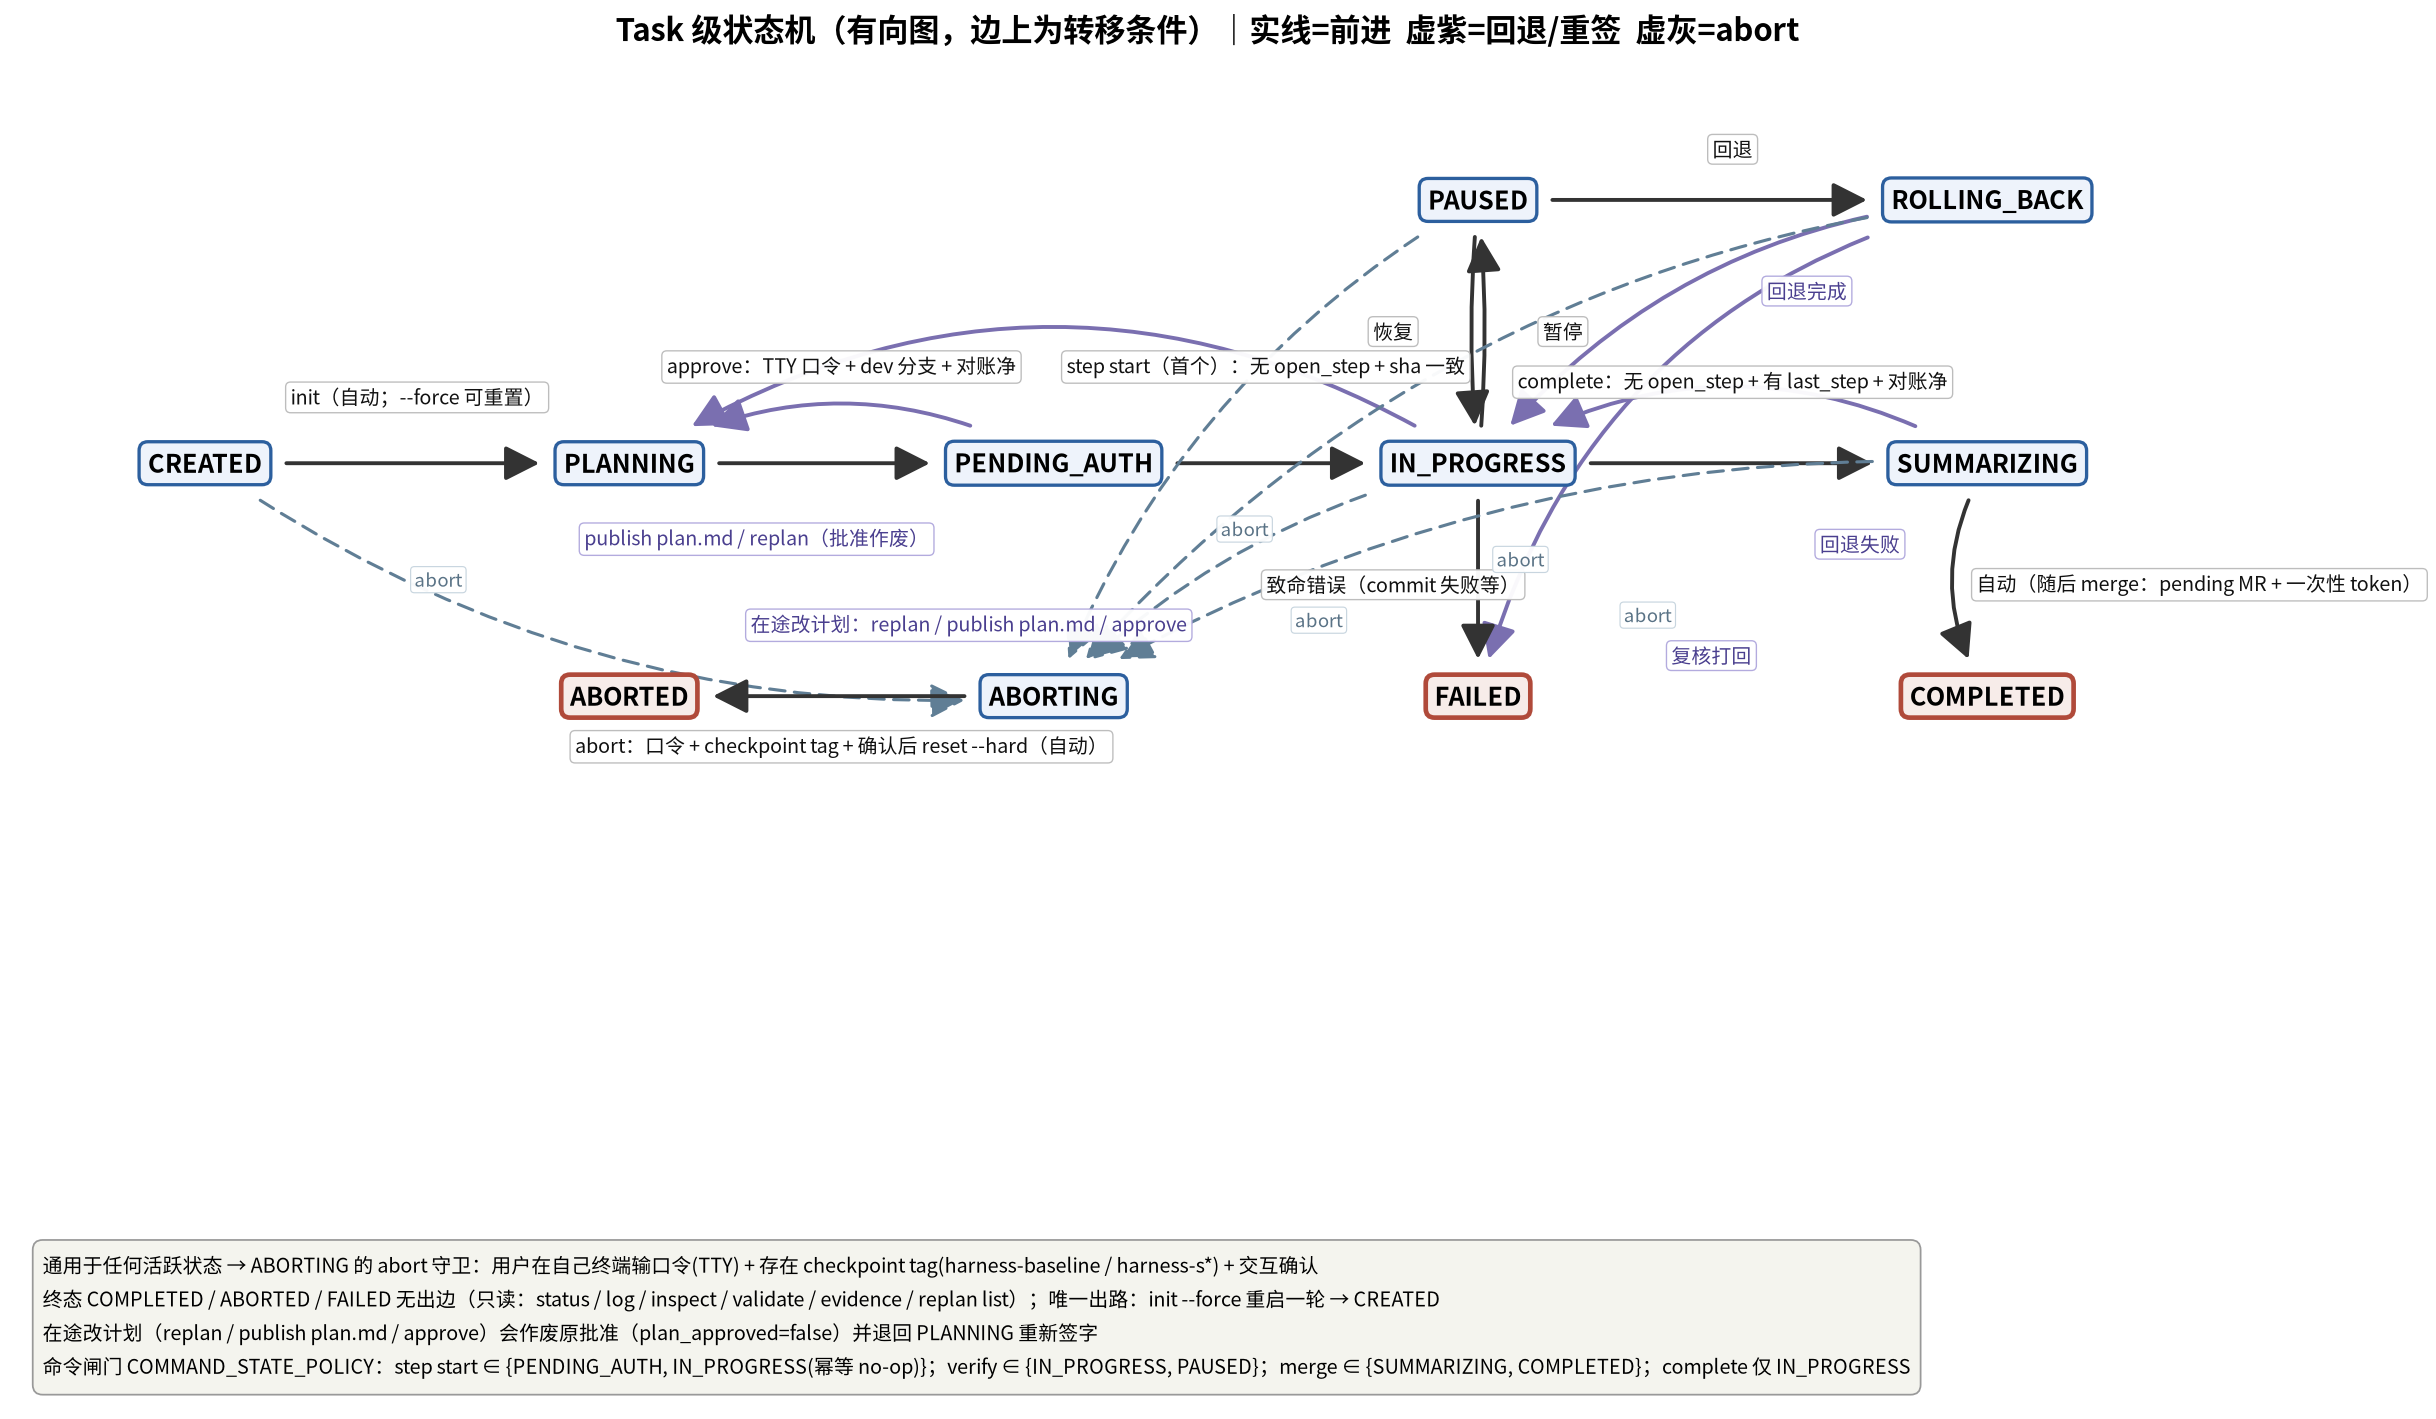 Task 级状态机（有向图，边上为转移条件）｜实线=前进 虚紫=回退/重签 虚灰=abort
回退
PAUSED
ROLLING_BACK
回退完成
恢复
暂停
approve：TTY 口令 + dev 分支 + 对账净
step start（首个）：无 open_step + sha 一致
complete：无 open_step + 有 last_step + 对账净
init（自动；--force 可重置）
CREATED
PLANNING
PENDING_AUTH
IN_PROGRESS
SUMMARIZING
publish plan.md / replan（批准作废）
abort
回退失败
abort
abort
致命错误（commit 失败等）
自动（随后 merge：pending MR + 一次性 token）
在途改计划：replan / publish plan.md / approve
abort
abort
复核打回
ABORTED
ABORTING
FAILED
COMPLETED
abort：口令 + checkpoint tag + 确认后 reset --hard（自动）
通用于任何活跃状态 → ABORTING 的 abort 守卫：用户在自己终端输口令(TTY) + 存在 checkpoint tag(harness-baseline / harness-s*) + 交互确认
终态 COMPLETED / ABORTED / FAILED 无出边（只读：status / log / inspect / validate / evidence / replan list）；唯一出路：init --force 重启一轮 → CREATED
在途改计划（replan / publish plan.md / approve）会作废原批准（plan_approved=false）并退回 PLANNING 重新签字
命令闸门 COMMAND_STATE_POLICY：step start ∈ {PENDING_AUTH, IN_PROGRESS(幂等 no-op)}；verify ∈ {IN_PROGRESS, PAUSED}；merge ∈ {SUMMARIZING, COMPLETED}；complete 仅 IN_PROGRESS